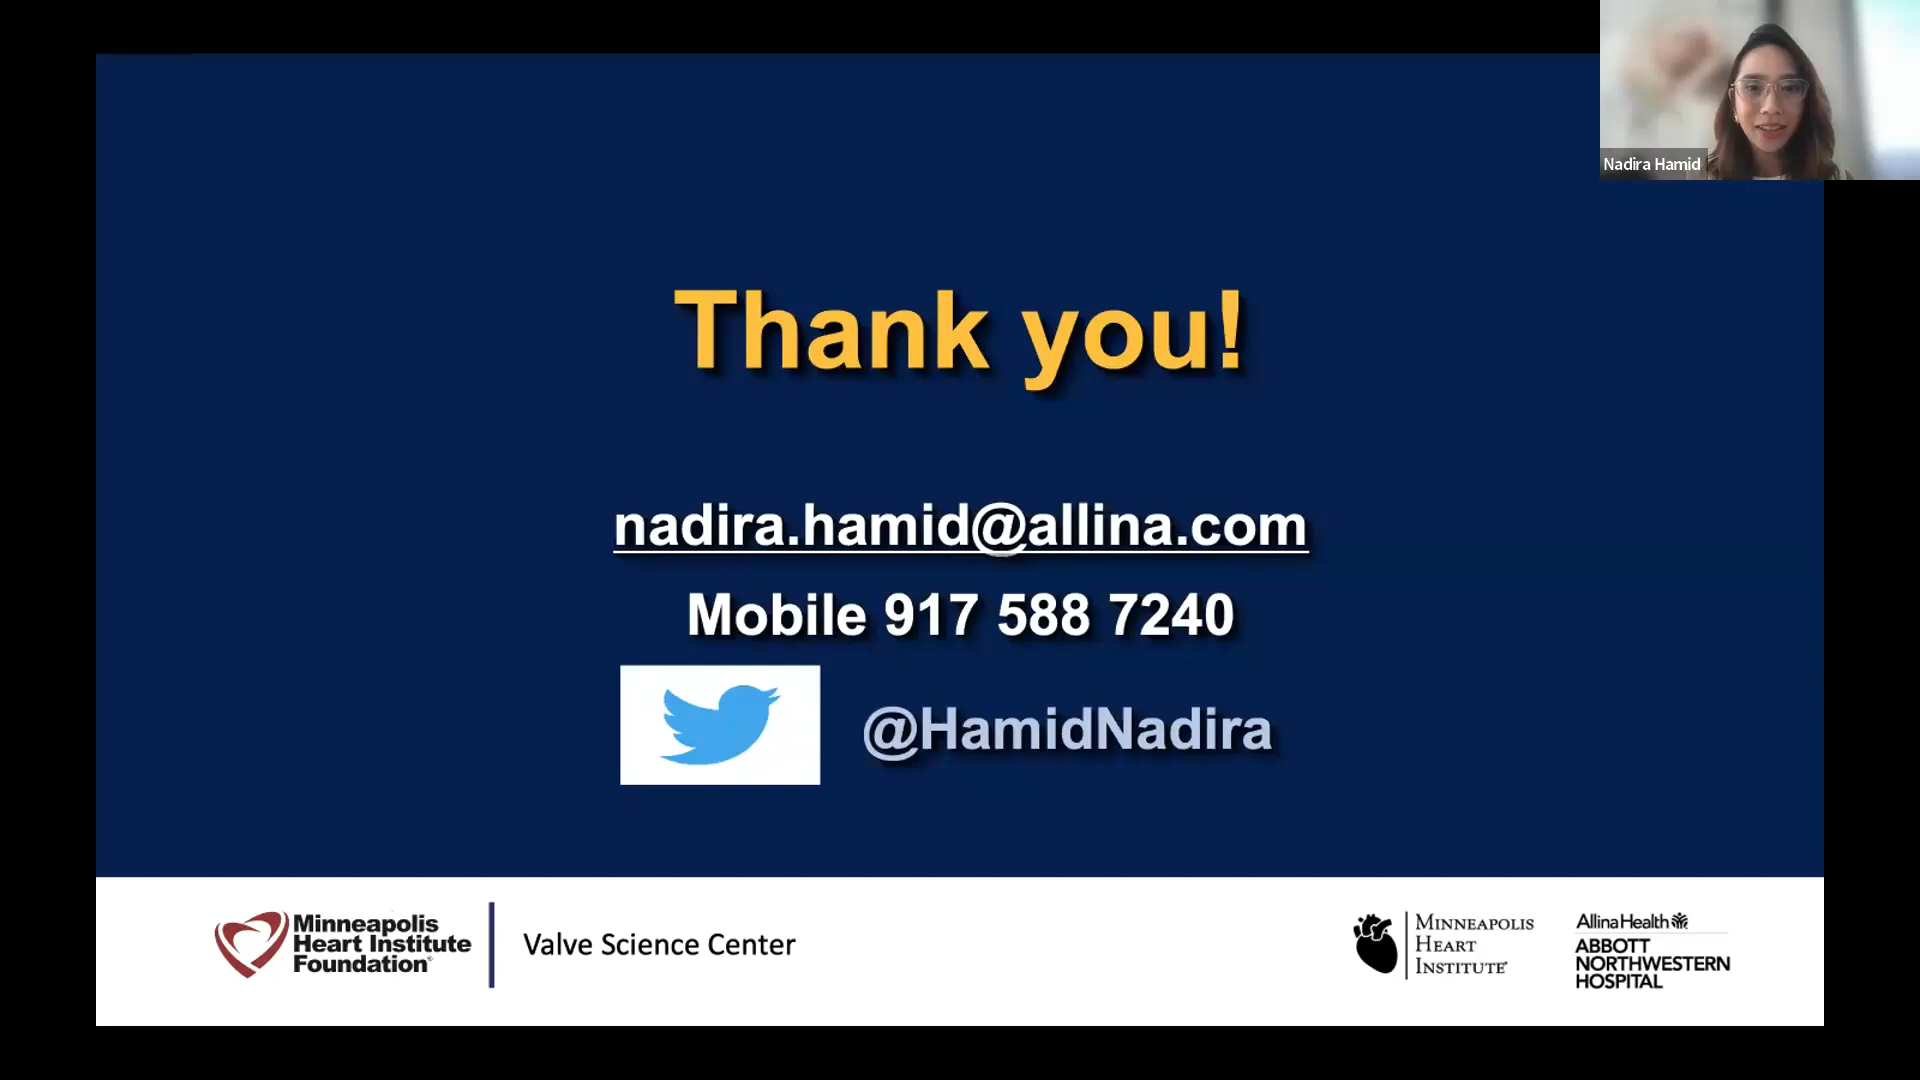 Nadira Hamid
Thank you!
nadira.hamid@allina.com
Mobile 917 588 7240
@HamidNadira
Minneapolis
Heart Institute
Foundation®
Valve Science Center
MINNEAPOLIS
HEART
INSTITUTE®
AllinaHealth
ABBOTT
NORTHWESTERN
HOSPITAL